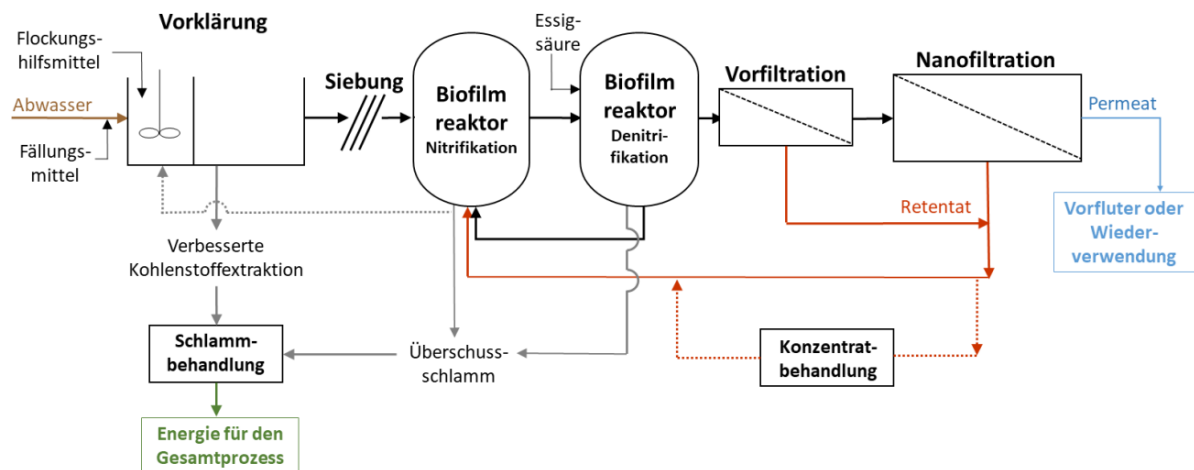 Vorklärung
Flockungs-
hilfsmittel
Abwasser
Fällungs-
mittel
Siebung
Biofilm
reaktor
Nitrifikation
Essig-
säure
Biofilm
reaktor
Denitri-
fikation
Vorfiltration
Nanofiltration
Permeat
Retentat
Vorfluter oder
Wieder-
verwendung
Verbesserte
Kohlenstoffextraktion
Schlamm-
behandlung
Überschuss-
schlamm
Konzentrat-
behandlung
Energie für den
Gesamtprozess